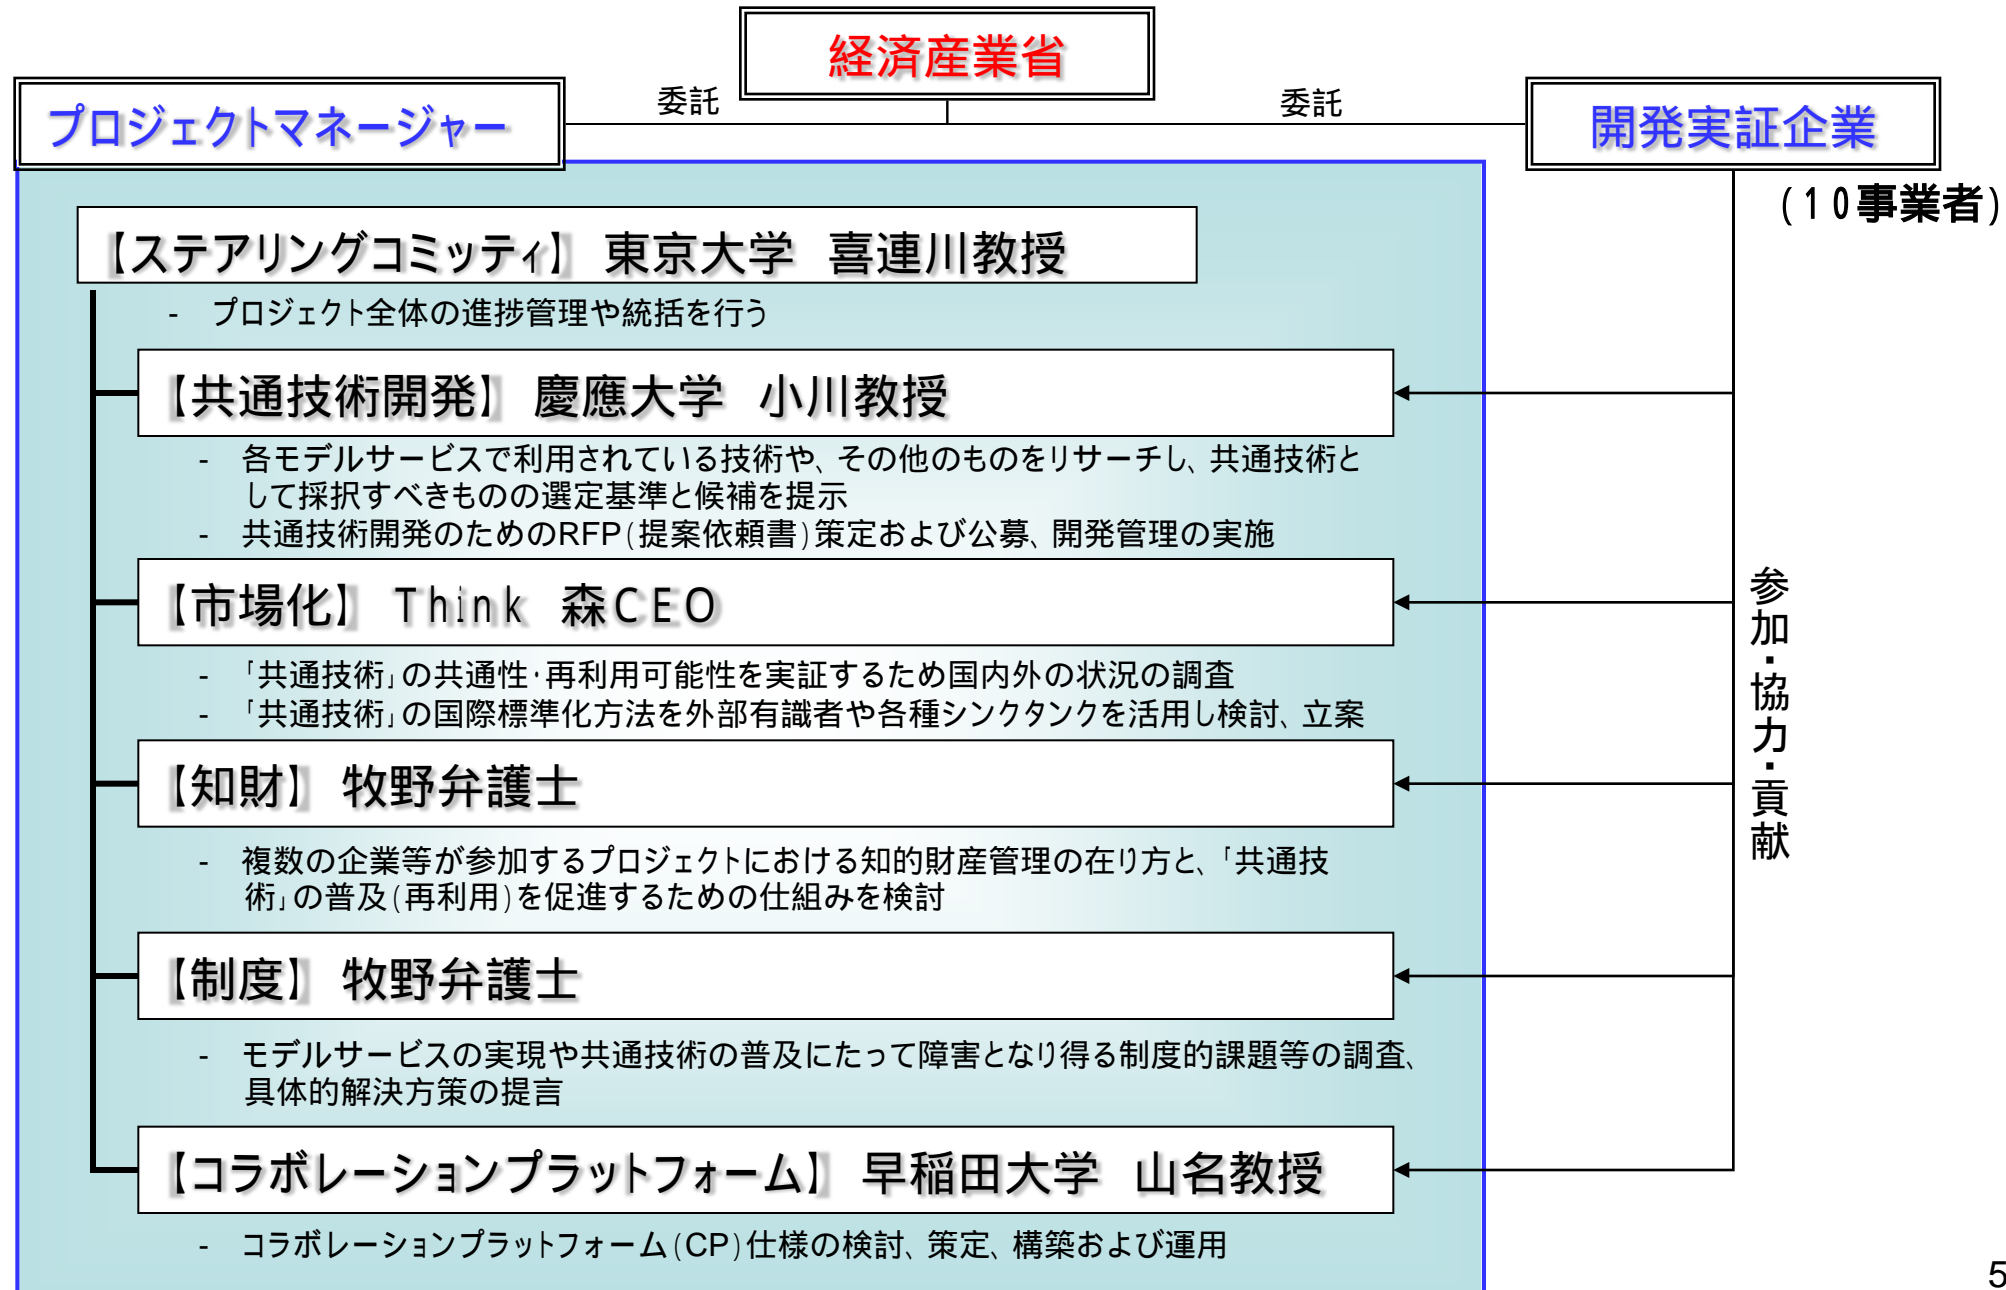 経済産業省
プロジェクトマネージャー
委託
委託
開発実証企業
(10事業者)
【ステアリングコミッティ】 東京大学 喜連川教授
- プロジェクト全体の進捗管理や統括を行う
【共通技術開発】 慶應大学 小川教授
- 各モデルサービスで利用されている技術や、その他のものをリサーチし、共通技術と
して採択すべきものの選定基準と候補を提示
- 共通技術開発のためのRFP(提案依頼書)策定および公募、開発管理の実施
【市場化】 Think 森CEO
- 「共通技術」の共通性・再利用可能性を実証するため国内外の状況の調査
- 「共通技術」の国際標準化方法を外部有識者や各種シンクタンクを活用し検討、立案
【知財】 牧野弁護士
- 複数の企業等が参加するプロジェクトにおける知的財産管理の在り方と、「共通技
術」の普及(再利用)を促進するための仕組みを検討
【制度】 牧野弁護士
- モデルサービスの実現や共通技術の普及にたって障害となり得る制度的課題等の調査、
具体的解決方策の提言
【コラボレーションプラットフォーム】 早稲田大学 山名教授
- コラボレーションプラットフォーム(CP)仕様の検討、策定、構築および運用
参加・協力・貢献
5